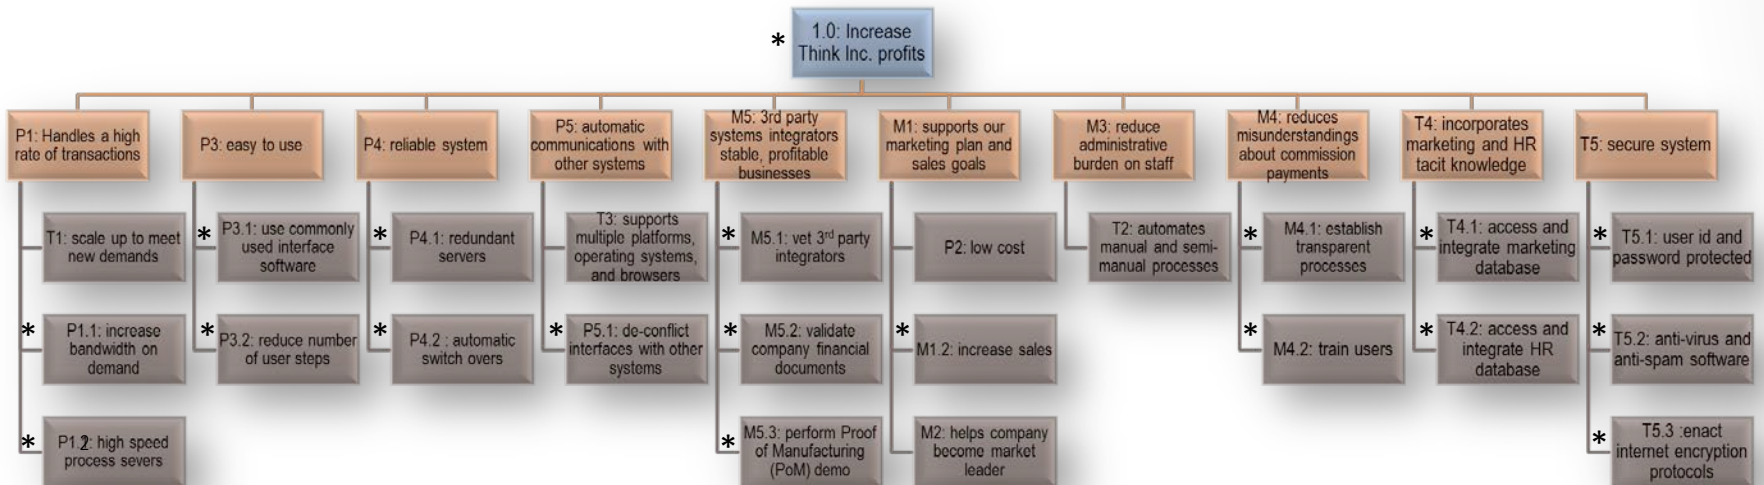 *
1.0: Increase
Think Inc. profits
P1: Handles a high
rate of transactions
P3: easy to use
P4: reliable system
P5: automatic
communications with
other systems
M5: 3rd party
systems integrators
stable, profitable
businesses
M1: supports our
marketing plan and
sales goals
M3: reduce
administrative
burden on staff
M4: reduces
misunderstandings
about commission
payments
T4: incorporates
marketing and HR
tacit knowledge
T5: secure system
T1: scale up to meet
new demands
*
P3.1: use commonly
used interface
software
*
P4.1: redundant
servers
T3: supports
multiple platforms,
operating systems,
and browsers
*
M5.1: vet 3rd party
integrators
P2: low cost
T2: automates
manual and semi-
manual processes
*
M4.1: establish
transparent
processes
*
T4.1: access and
integrate marketing
database
*
T5.1: user id and
password protected
*
P1.1: increase
bandwidth on
demand
*
P3.2: reduce number
of user steps
*
P4.2 : automatic
switch overs
*
P5.1: de-conflict
interfaces with other
systems
*
M5.2: validate
company financial
documents
*
M1.2: increase sales
*
M4.2: train users
*
T4.2: access and
integrate HR
database
*
T5.2: anti-virus and
anti-spam software
*
P1.2: high speed
process severs
*
M5.3: perform Proof
of Manufacturing
(PoM) demo
M2: helps company
become market
leader
*
T5.3 :enact
internet encryption
protocols